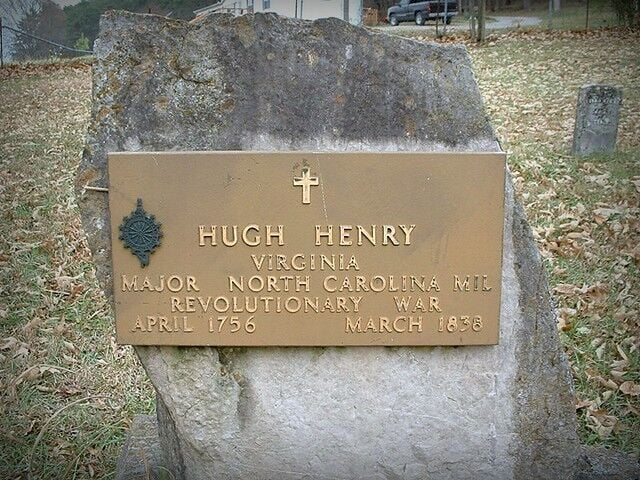 HUGH HENRY
VIRGINIA
MAJOR NORTH CAROLINA MIL
REVOLUTIONARY WAR
APRIL 1756 MARCH 1838